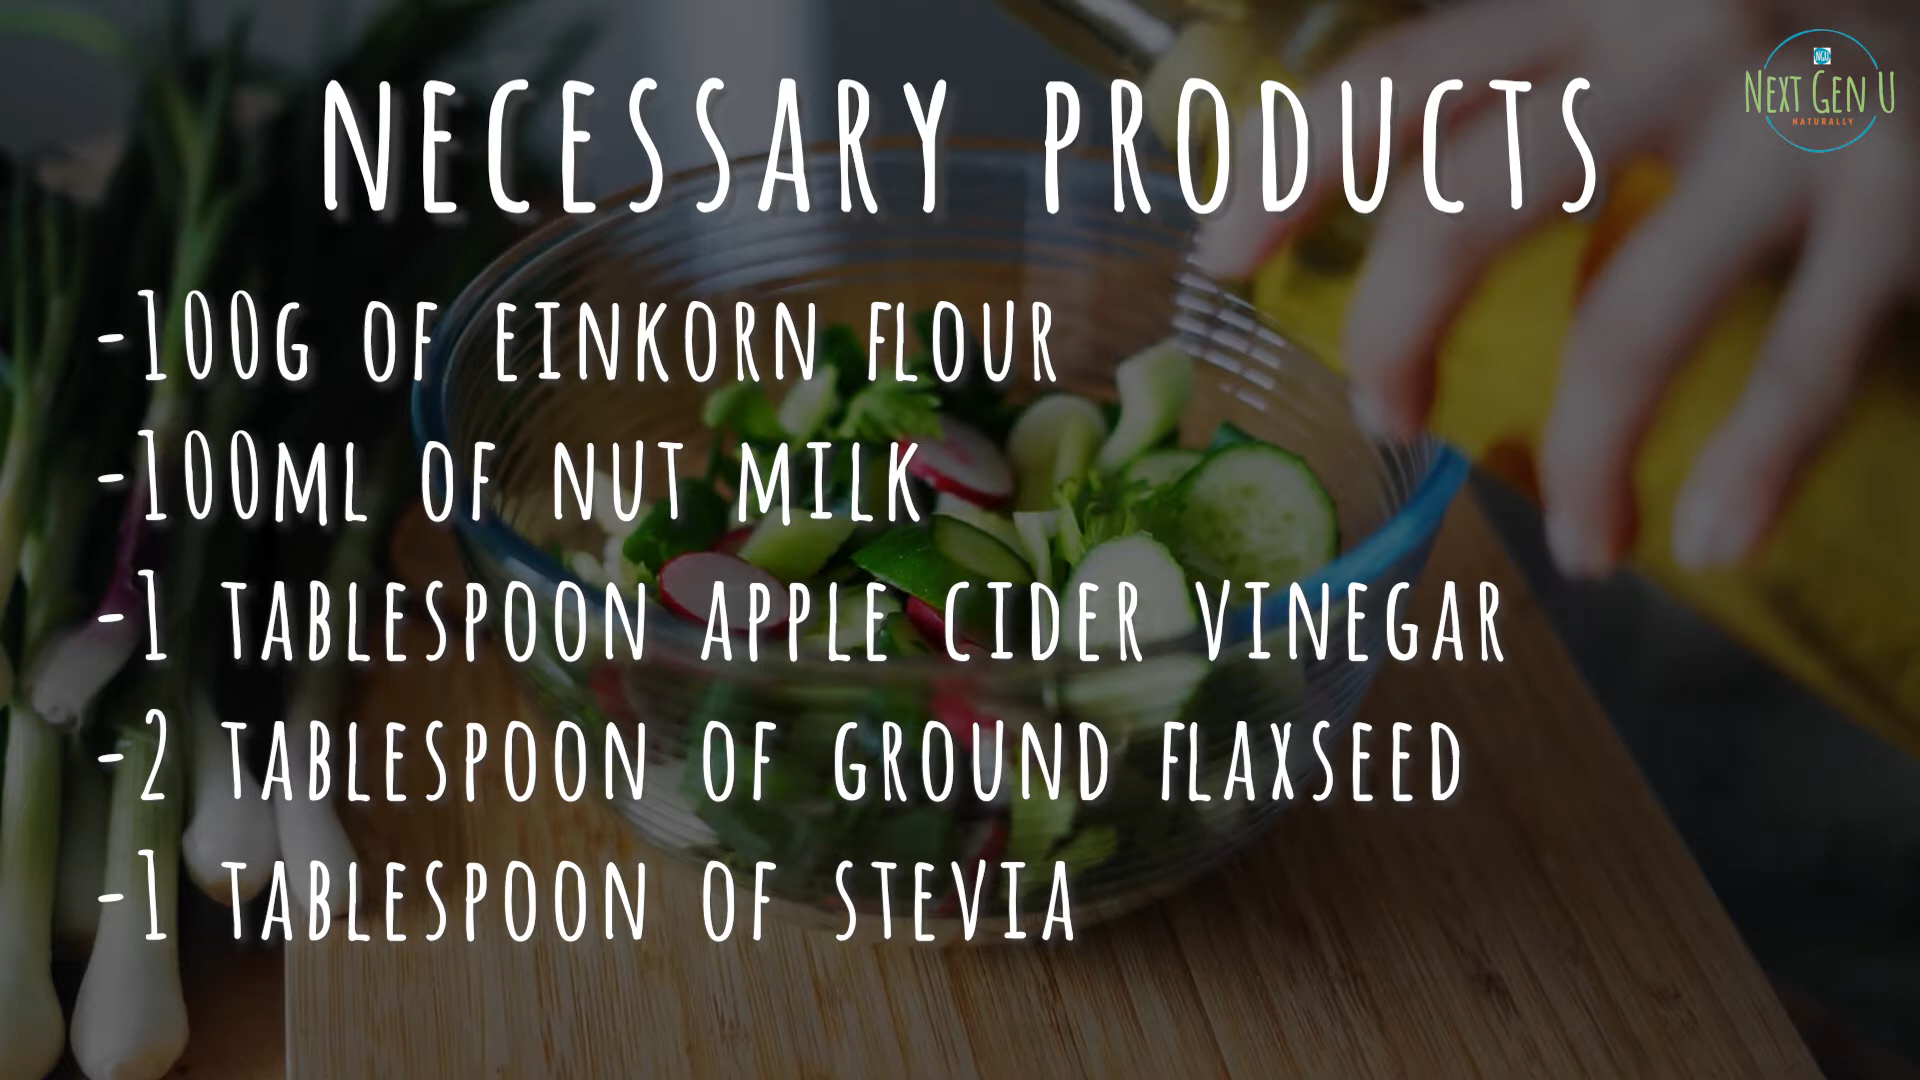 NECESSARY PRODUCTS
NGU
NEXT GEN U
NATURALLY
-100G OF EINKORN FLOUR
-100ML OF NUT MILK
-1 TABLESPOON APPLE CIDER VINEGAR
-2 TABLESPOON OF GROUND FLAXSEED
-1 TABLESPOON OF STEVIA